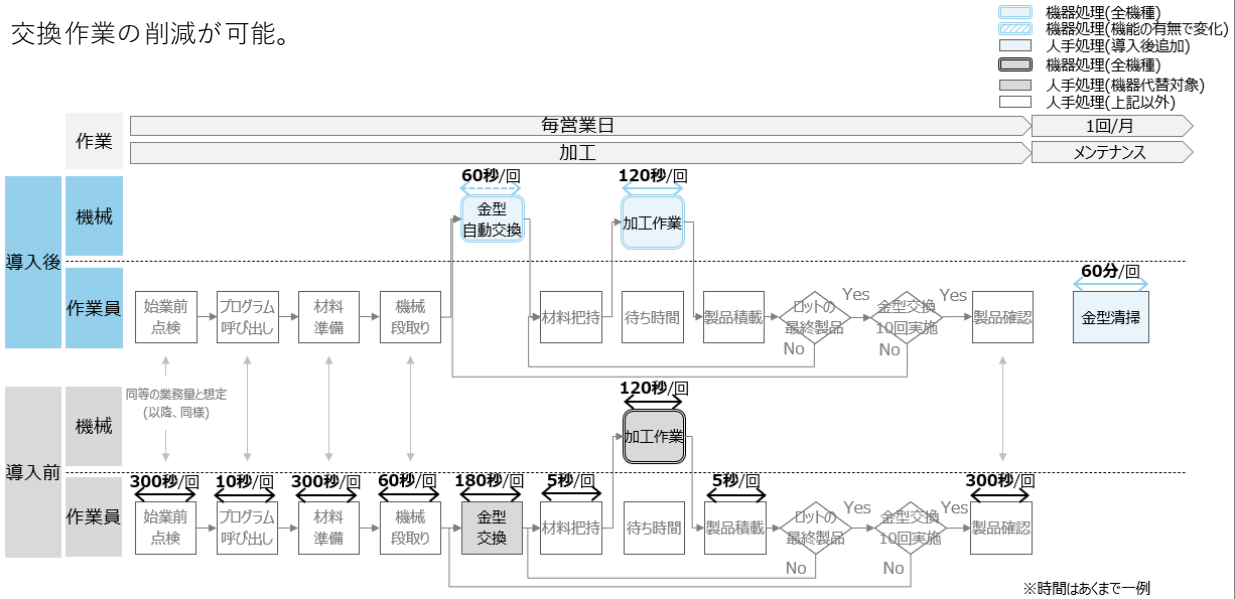 交換作業の削減が可能。
機器処理(全機種)
機器処理(機能の有無で変化)
人手処理(導入後追加)
機器処理(全機種)
人手処理(機器代替対象)
人手処理(上記以外)
作業
毎営業日
1回/月
加工
メンテナンス
導入後
機械
60秒/回
金型
自動交換
120秒/回
加工作業
作業員
始業前
点検
プログラム
呼び出し
材料
準備
機械
段取り
材料把持
待ち時間
製品積載
ロットの
最終製品
Yes
No
金型交換
10回実施
Yes
No
製品確認
60分/回
金型清掃
同等の業務量と想定
(以降、同様)
導入前
機械
120秒/回
加工作業
作業員
300秒/回
始業前
点検
10秒/回
プログラム
呼び出し
300秒/回
材料
準備
60秒/回
機械
段取り
180秒/回
金型
交換
5秒/回
材料把持
待ち時間
5秒/回
製品積載
ロットの
最終製品
Yes
No
金型交換
10回実施
Yes
No
300秒/回
製品確認
※時間はあくまで一例